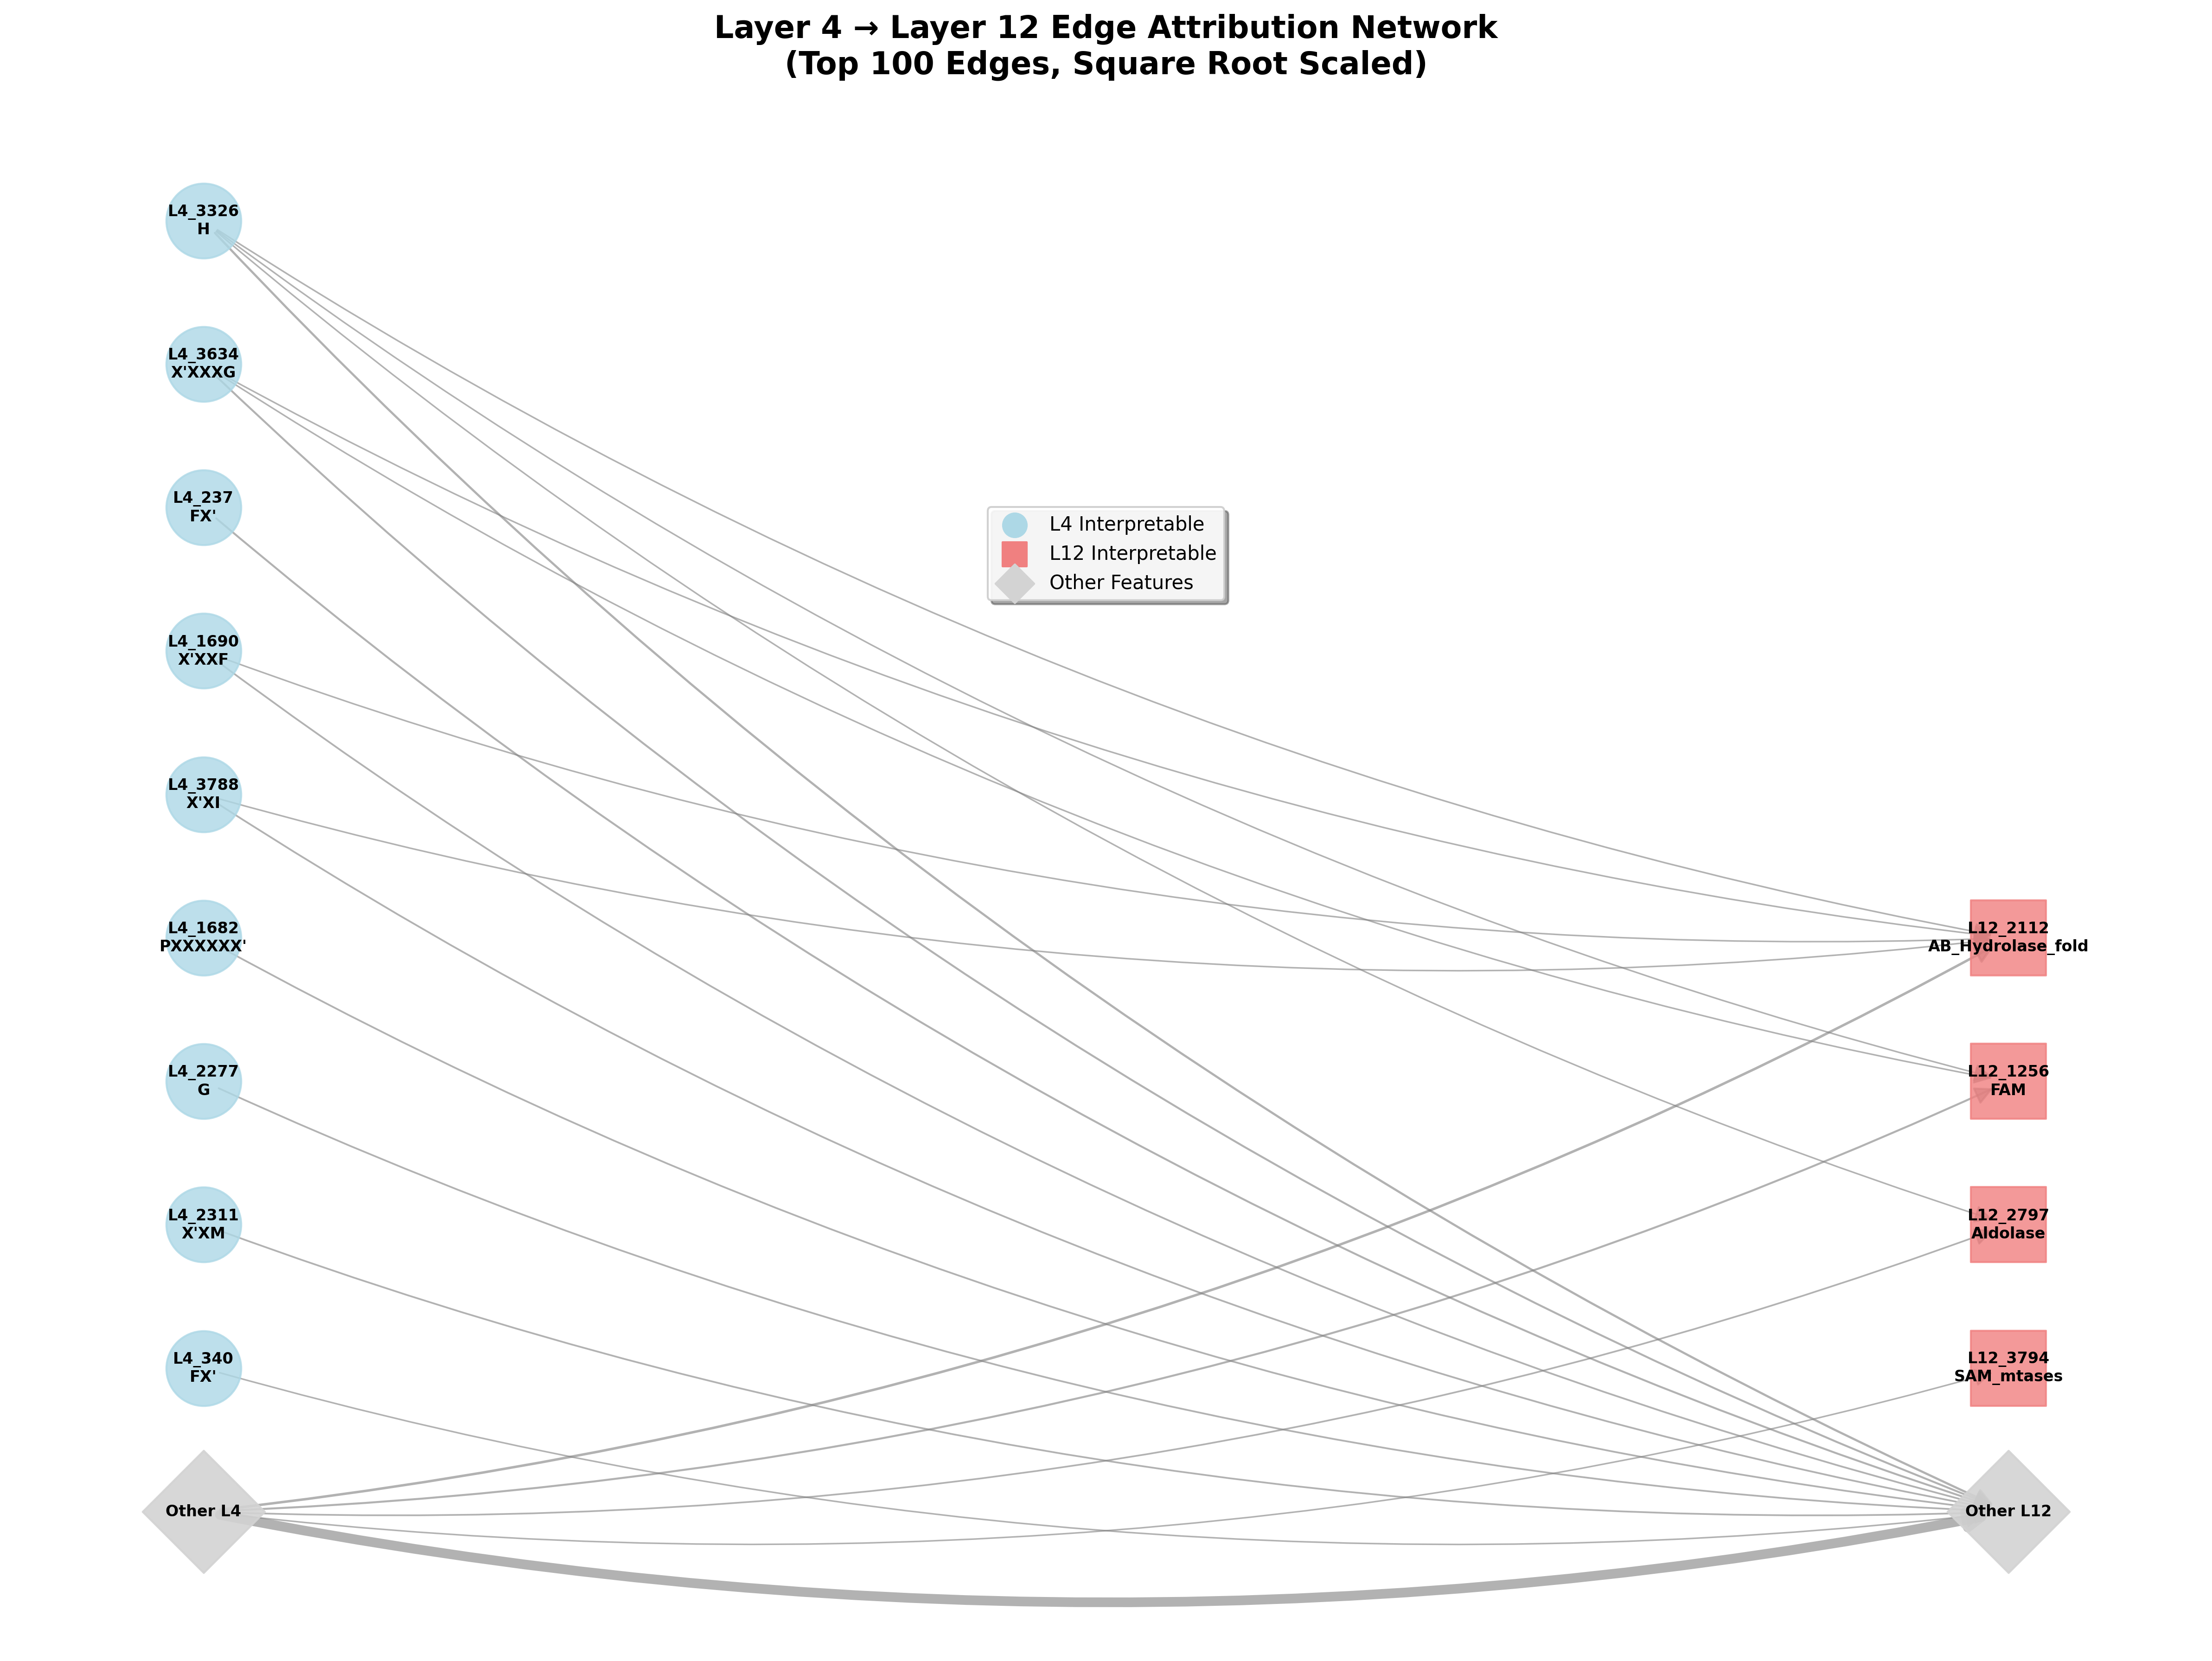 Layer 4 → Layer 12 Edge Attribution Network
(Top 100 Edges, Square Root Scaled)
L4_3326
H
L4_3634
X'XXXG
L4_237
FX'
L4_1690
X'XXF
L4_3788
X'XI
L4_1682
PXXXXXX'
L4_2277
G
L4_2311
X'XM
L4_340
FX'
Other L4
L4 Interpretable
L12 Interpretable
Other Features
L12_2112
AB_Hydrolase_fold
L12_1256
FAM
L12_2797
Aldolase
L12_3794
SAM_mtases
Other L12